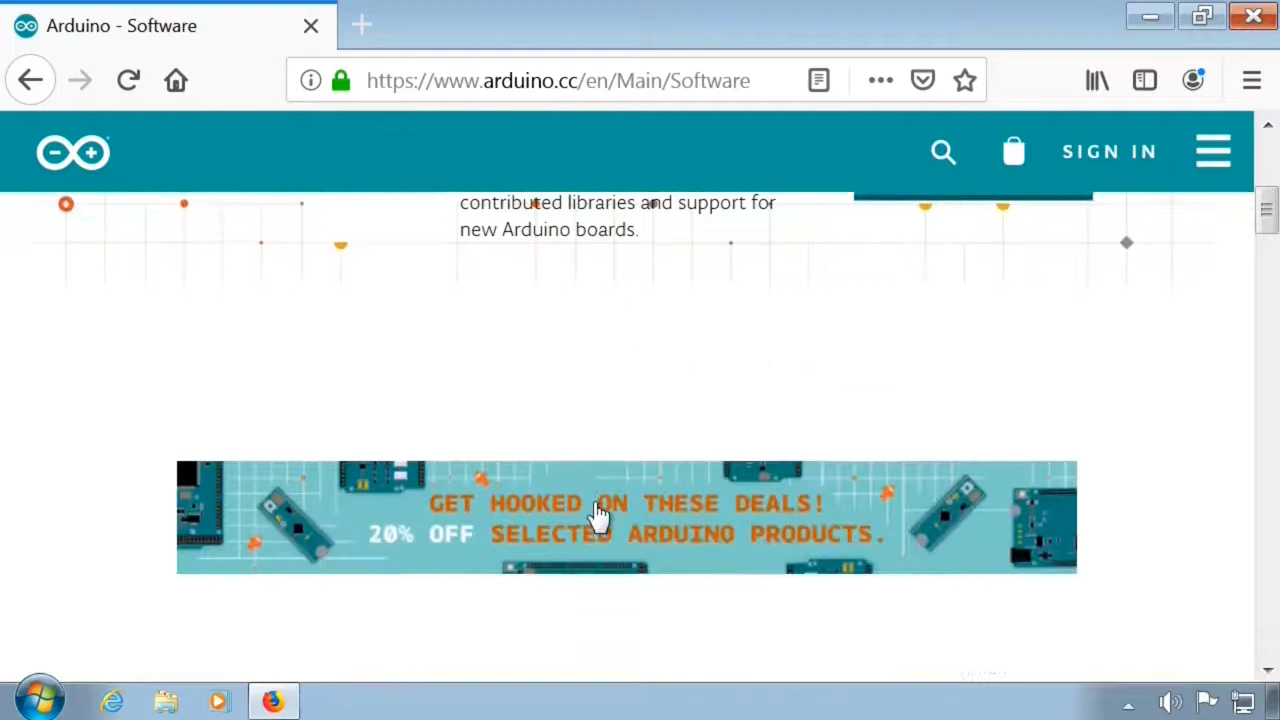 Arduino - Software
https://www.arduino.cc/en/Main/Software
SIGN IN
contributed libraries and support for
new Arduino boards.
GET HOOKED ON THESE DEALS!
20% OFF SELECTED ARDUINO PRODUCTS.